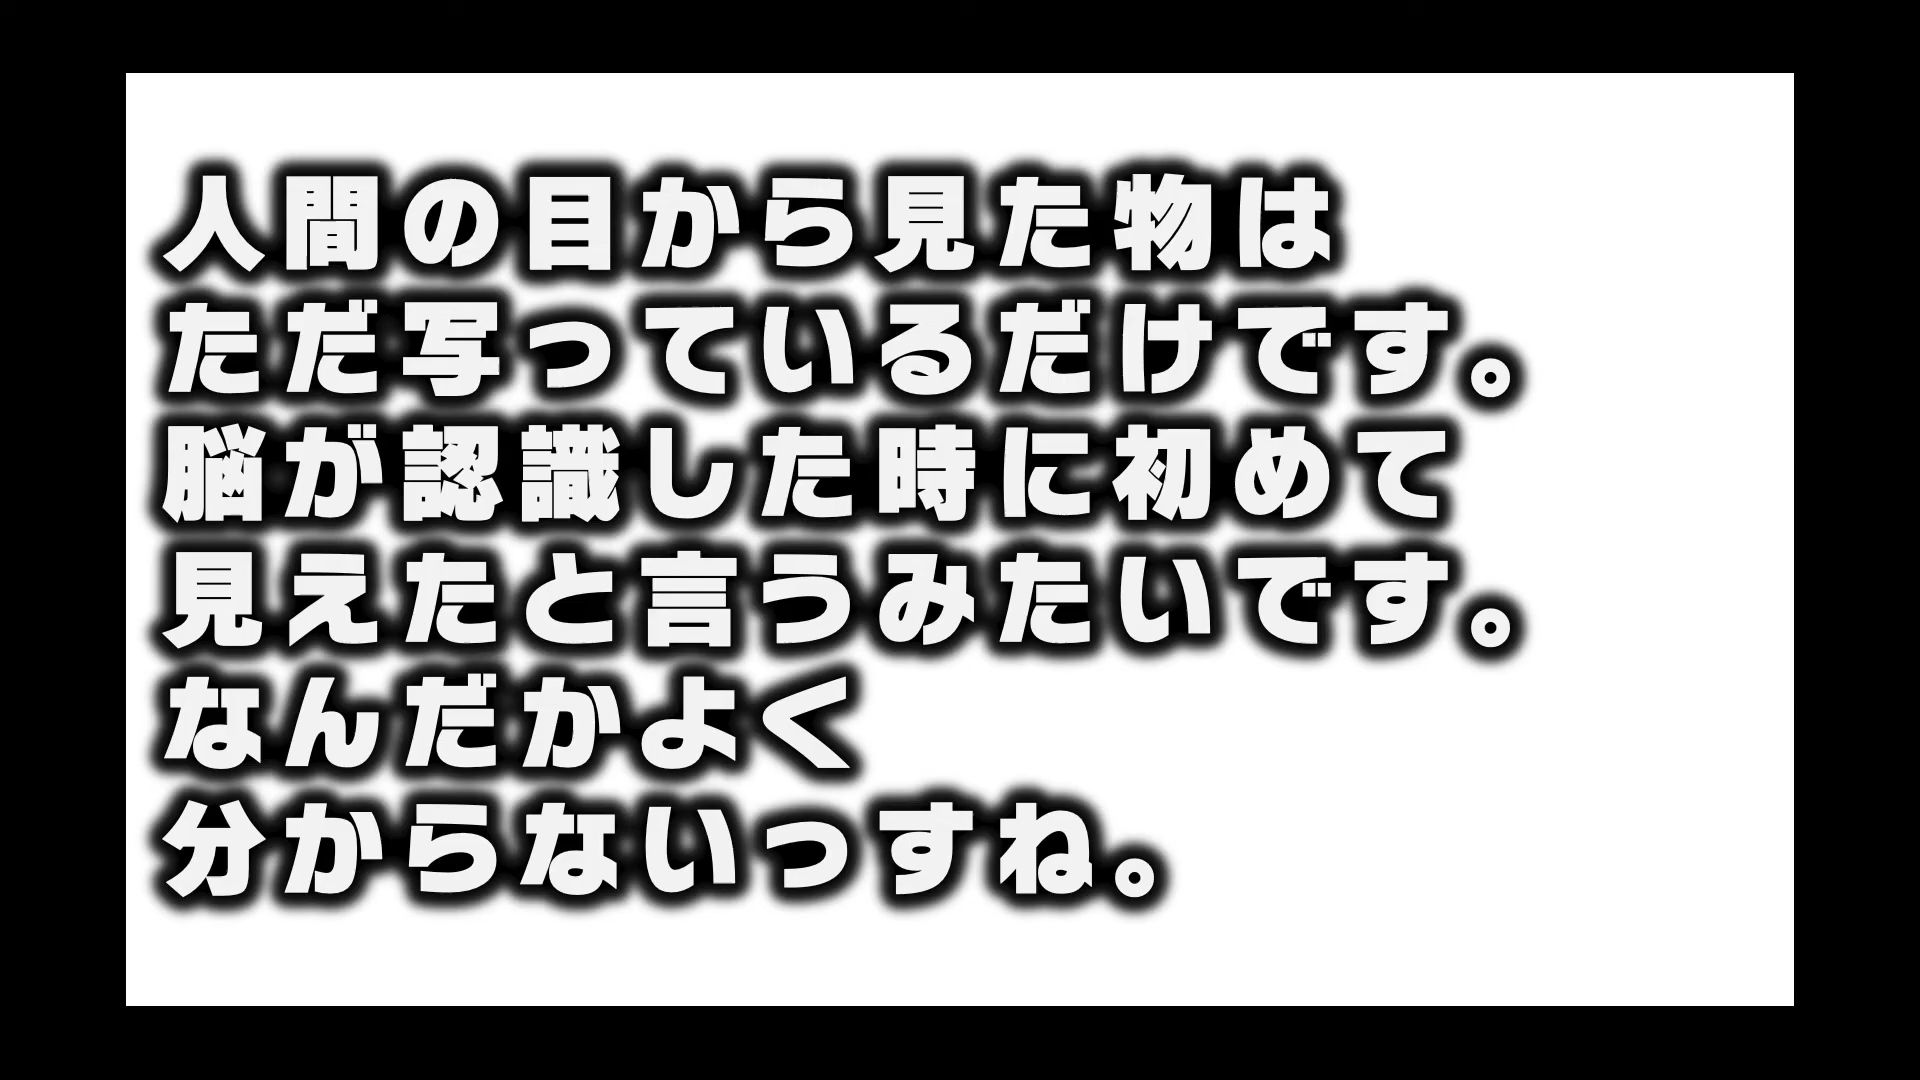 人間の目から見た物は
ただ写っているだけです。
脳が認識した時に初めて
見えたと言うみたいです。
なんだかよく
分からないっすね。